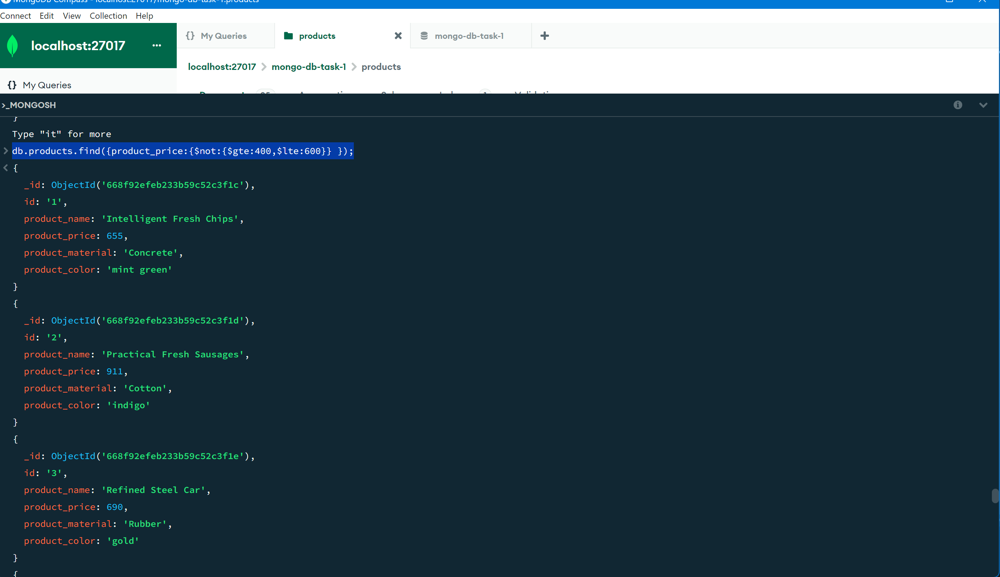 MongoDB Compass - localhost:27017/mongo-db-task-1.products
Connect Edit View Collection Help
localhost:27017 ...
{} My Queries
products
mongo-db-task-1
localhost:27017 > mongo-db-task-1 > products
{} My Queries
>_MONGOSH
}
Type "it" for more
> db.products.find({product_price:{$not:{$gte:400,$lte:600}} });
< {
_id: ObjectId('668f92efeb233b59c52c3f1c'),
id: '1',
product_name: 'Intelligent Fresh Chips',
product_price: 655,
product_material: 'Concrete',
product_color: 'mint green'
}
{
_id: ObjectId('668f92efeb233b59c52c3f1d'),
id: '2',
product_name: 'Practical Fresh Sausages',
product_price: 911,
product_material: 'Cotton',
product_color: 'indigo'
}
{
_id: ObjectId('668f92efeb233b59c52c3f1e'),
id: '3',
product_name: 'Refined Steel Car',
product_price: 690,
product_material: 'Rubber',
product_color: 'gold'
}
{